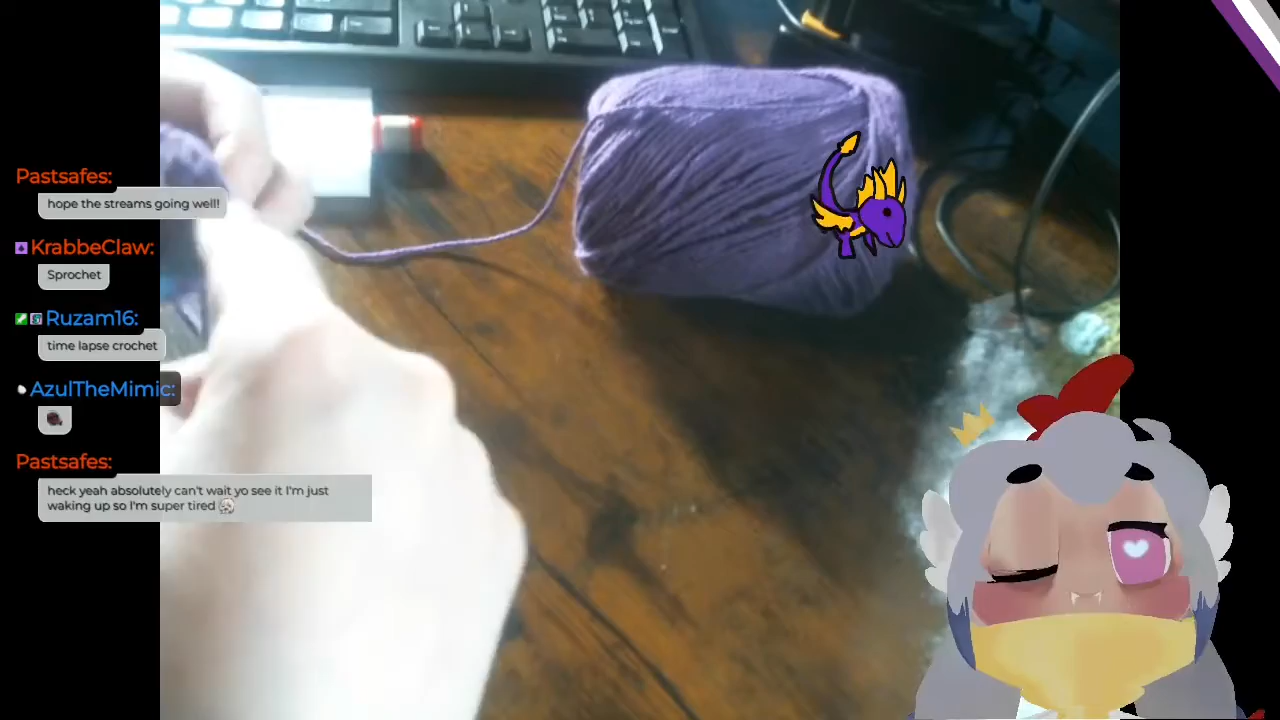 Pastsafes:
hope the streams going well!
KrabbeClaw:
Sprochet
Ruzam16:
time lapse crochet
AzulTheMimic:
Pastsafes:
heck yeah absolutely can't wait yo see it I'm just
waking up so I'm super tired